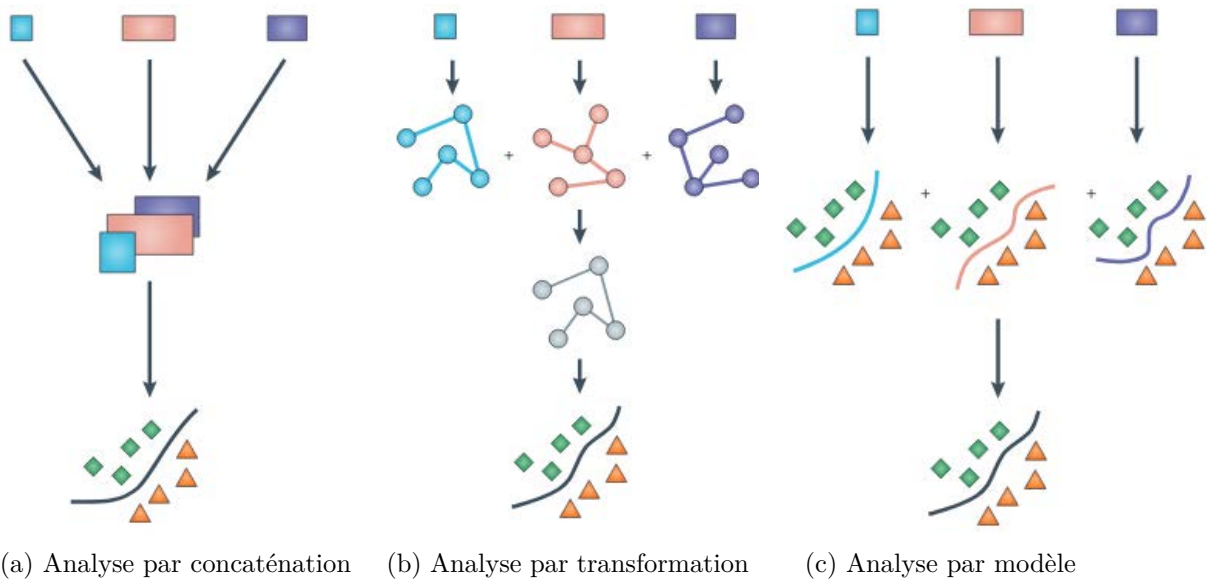 + +
+ +
(a) Analyse par concaténation (b) Analyse par transformation (c) Analyse par modèle